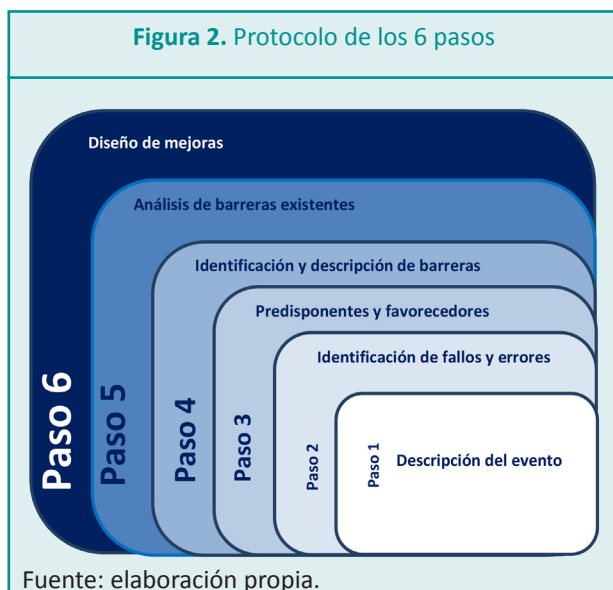 Figura 2. Protocolo de los 6 pasos
Diseño de mejoras
Paso 6
Análisis de barreras existentes
Paso 5
Identificación y descripción de barreras
Paso 4
Predisponentes y favorecedores
Paso 3
Identificación de fallos y errores
Paso 2
Descripción del evento
Paso 1
Fuente: elaboración propia.